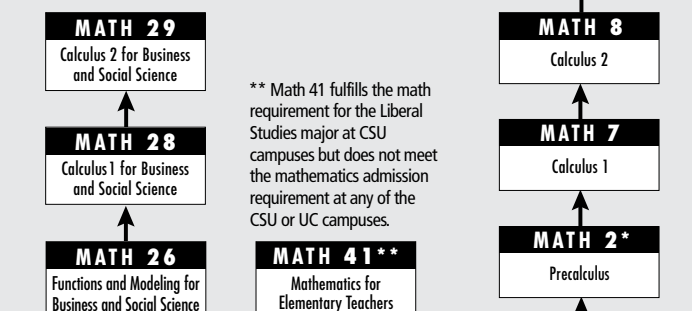 MATH 29
Calculus 2 for Business
and Social Science
MATH 28
Calculus 1 for Business
and Social Science
MATH 26
Functions and Modeling for
Business and Social Science
** Math 41 fulfills the math
requirement for the Liberal
Studies major at CSU
campuses but does not meet
the mathematics admission
requirement at any of the
CSU or UC campuses.
MATH 41**
Mathematics for
Elementary Teachers
MATH 8
Calculus 2
MATH 7
Calculus 1
MATH 2*
Precalculus